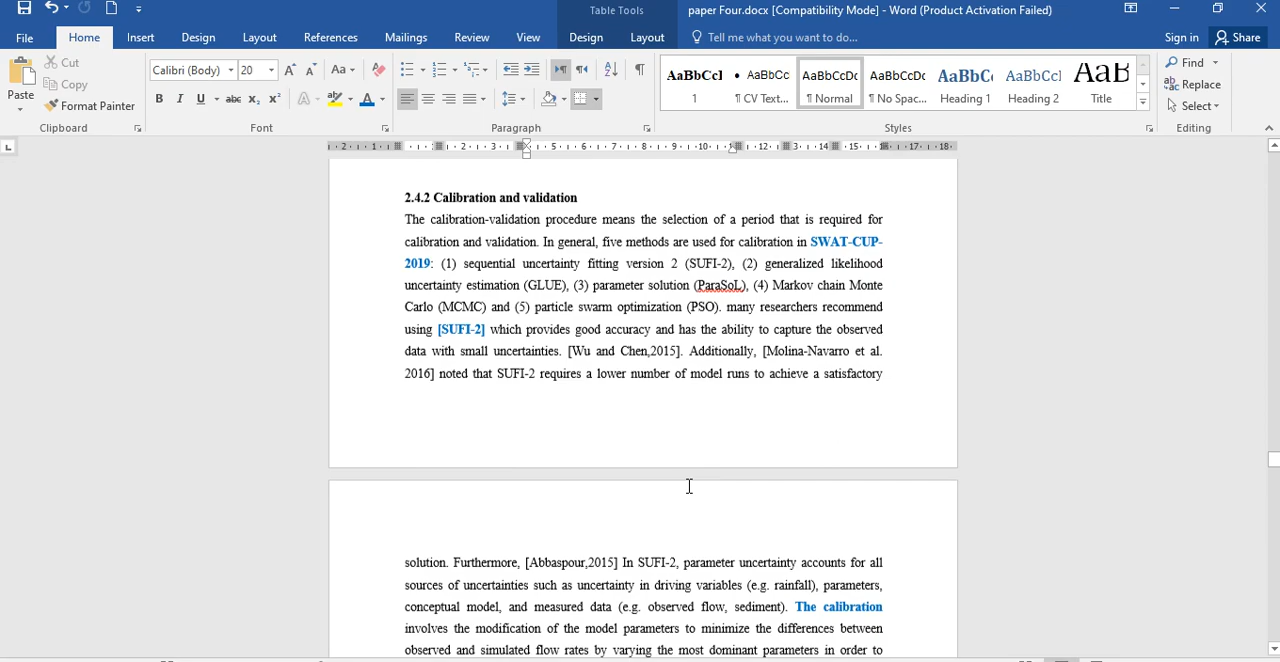 Table Tools
paper Four.docx [Compatibility Mode] - Word (Product Activation Failed)
File Home Insert Design Layout References Mailings Review View Design Layout Tell me what you want to do... Sign in Share
Paste
Cut
Copy
Format Painter
Clipboard
Calibri (Body) 20
Font
Paragraph
AaBbCcl 1
AaBbCc ¶ CV Text...
AaBbCcDc ¶ Normal
AaBbCcDc ¶ No Spac...
AaBbC Heading 1
AaBbCcl Heading 2
AaB Title
Styles
Find
Replace
Select
Editing
2.4.2 Calibration and validation
The calibration-validation procedure means the selection of a period that is required for
calibration and validation. In general, five methods are used for calibration in SWAT-CUP-
2019: (1) sequential uncertainty fitting version 2 (SUFI-2), (2) generalized likelihood
uncertainty estimation (GLUE), (3) parameter solution (ParaSoL), (4) Markov chain Monte
Carlo (MCMC) and (5) particle swarm optimization (PSO). many researchers recommend
using [SUFI-2] which provides good accuracy and has the ability to capture the observed
data with small uncertainties. [Wu and Chen,2015]. Additionally, [Molina-Navarro et al.
2016] noted that SUFI-2 requires a lower number of model runs to achieve a satisfactory
solution. Furthermore, [Abbaspour,2015] In SUFI-2, parameter uncertainty accounts for all
sources of uncertainties such as uncertainty in driving variables (e.g. rainfall), parameters,
conceptual model, and measured data (e.g. observed flow, sediment). The calibration
involves the modification of the model parameters to minimize the differences between
observed and simulated flow rates by varying the most dominant parameters in order to